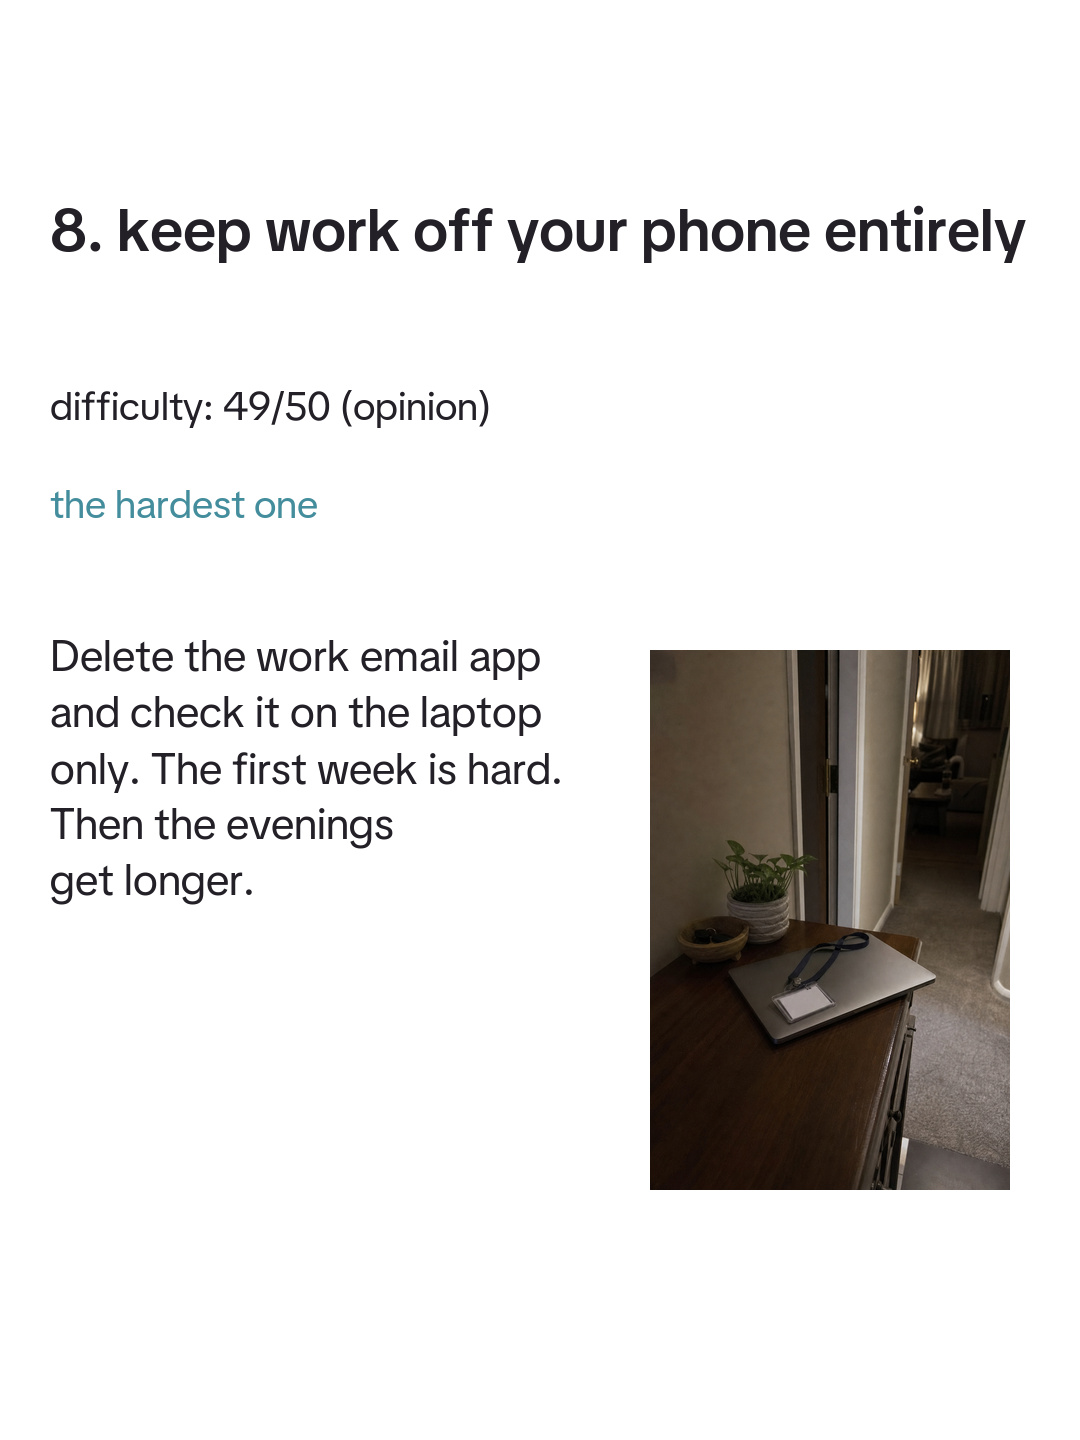 8. keep work off your phone entirely
difficulty: 49/50 (opinion)
the hardest one
Delete the work email app
and check it on the laptop
only. The first week is hard.
Then the evenings
get longer.